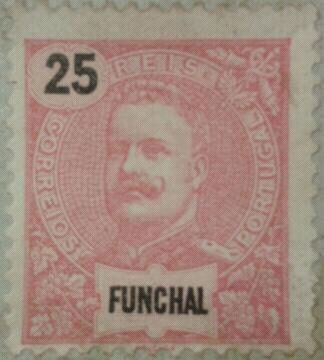 25
REIS
CORREIOS
PORTUGAL
FUNCHAL